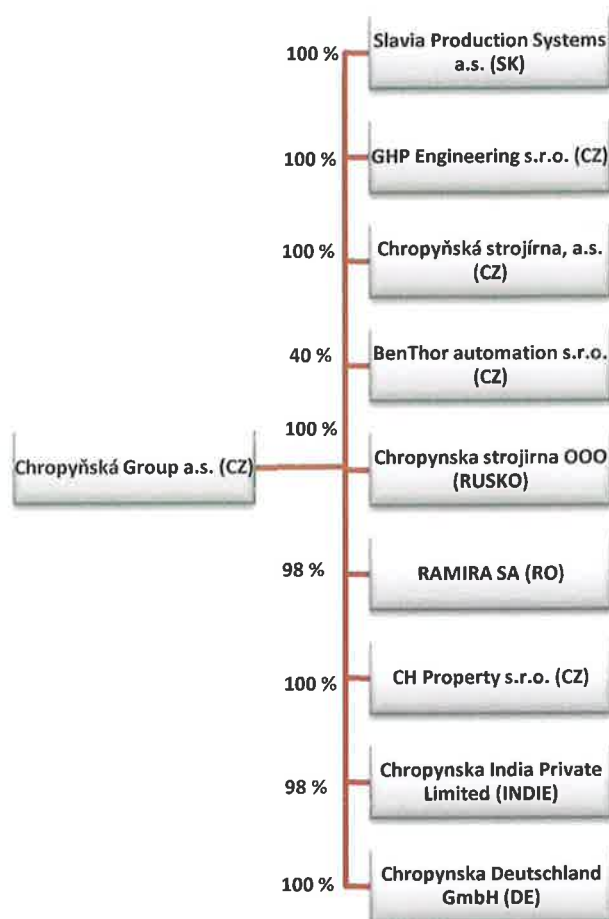 100 %
Slavia Production Systems
a.s. (SK)
100 %
GHP Engineering s.r.o. (CZ)
100 %
Chropyňská strojírna, a.s.
(CZ)
40 %
BenThor automation s.r.o.
(CZ)
100 %
Chropyňská Group a.s. (CZ)
Chropynska strojirna OOO
(RUSKO)
98 %
RAMIRA SA (RO)
100 %
CH Property s.r.o. (CZ)
98 %
Chropynska India Private
Limited (INDIE)
100 %
Chropynska Deutschland
GmbH (DE)